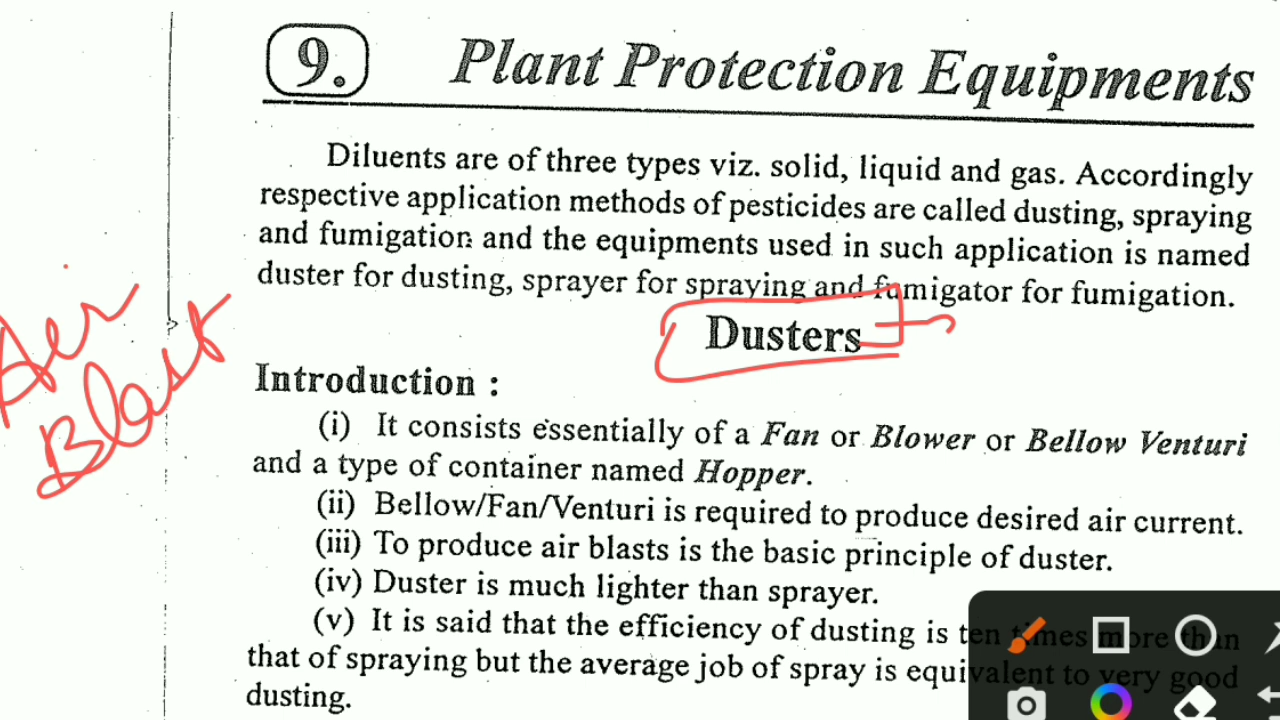 9. Plant Protection Equipments
Diluents are of three types viz. solid, liquid and gas. Accordingly
respective application methods of pesticides are called dusting, spraying
and fumigation and the equipments used in such application is named
duster for dusting, sprayer for spraying and fumigator for fumigation.
Dusters
Introduction :
(i) It consists essentially of a Fan or Blower or Bellow Venturi
and a type of container named Hopper.
(ii) Bellow/Fan/Venturi is required to produce desired air current.
(iii) To produce air blasts is the basic principle of duster.
(iv) Duster is much lighter than sprayer.
(v) It is said that the efficiency of dusting is ten times more than
that of spraying but the average job of spray is equivalent to very good
dusting.
Air
Blast